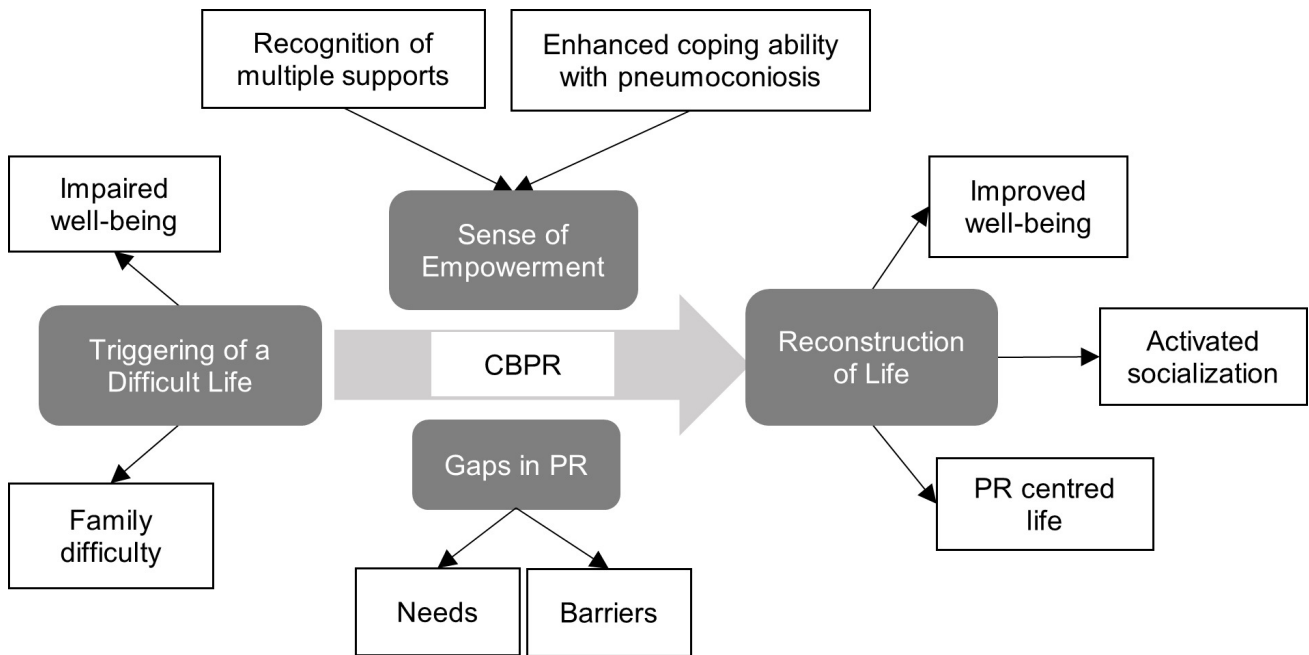 Recognition of
multiple supports
Enhanced coping ability
with pneumoconiosis
Impaired
well-being
Sense of
Empowerment
Improved
well-being
Triggering of a
Difficult Life
CBPR
Reconstruction
of Life
Activated
socialization
Gaps in PR
Family
difficulty
PR centred
life
Needs
Barriers